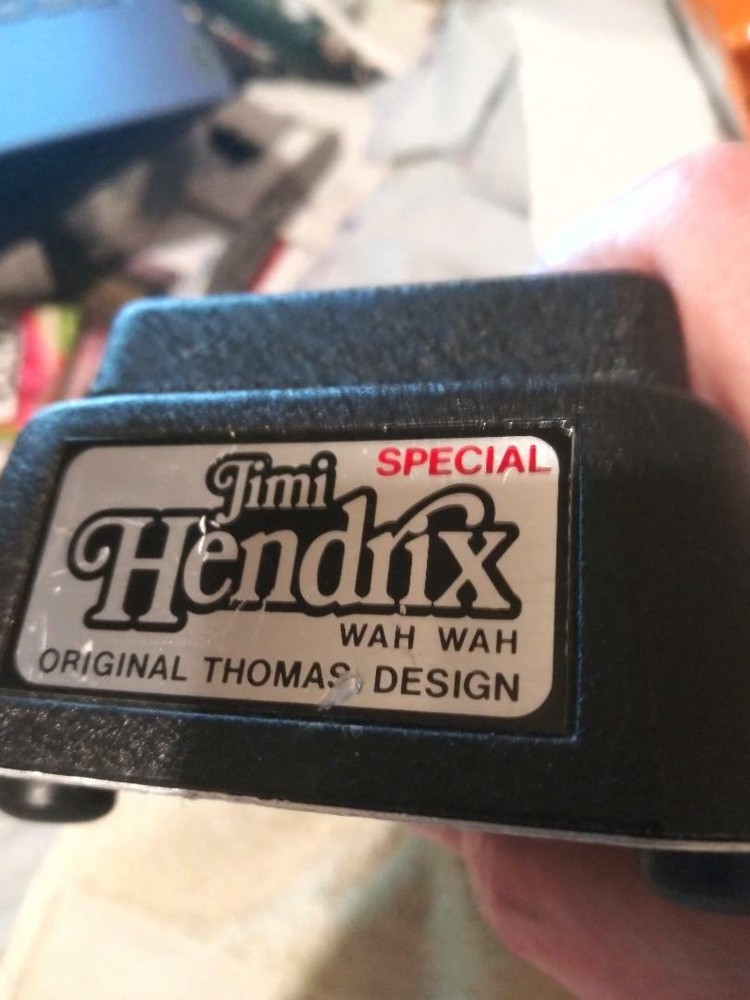 SPECIAL
Jimi
Hendrix
WAH WAH
ORIGINAL THOMAS DESIGN